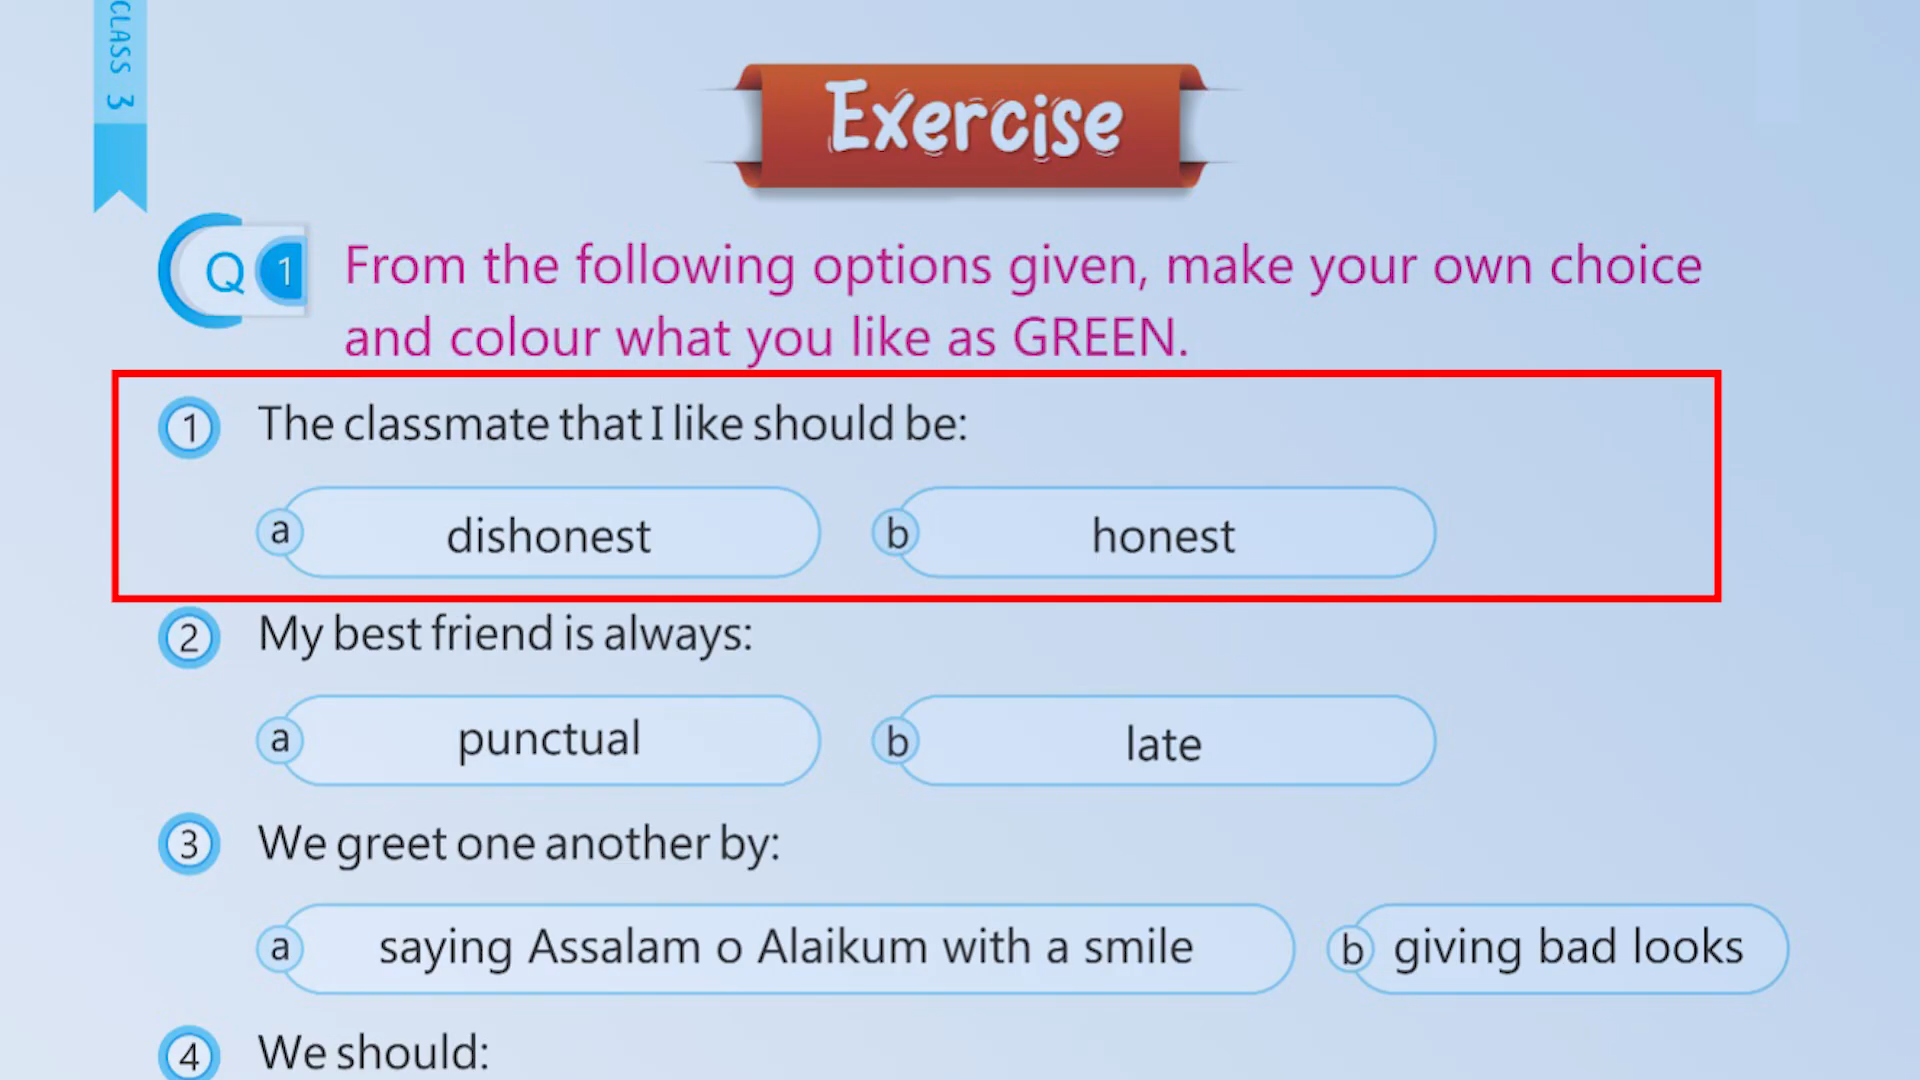 CLASS 3
Exercise
Q 1 From the following options given, make your own choice
and colour what you like as GREEN.
1 The classmate that I like should be:
a dishonest b honest
2 My best friend is always:
a punctual b late
3 We greet one another by:
a saying Assalam o Alaikum with a smile b giving bad looks
4 We should: